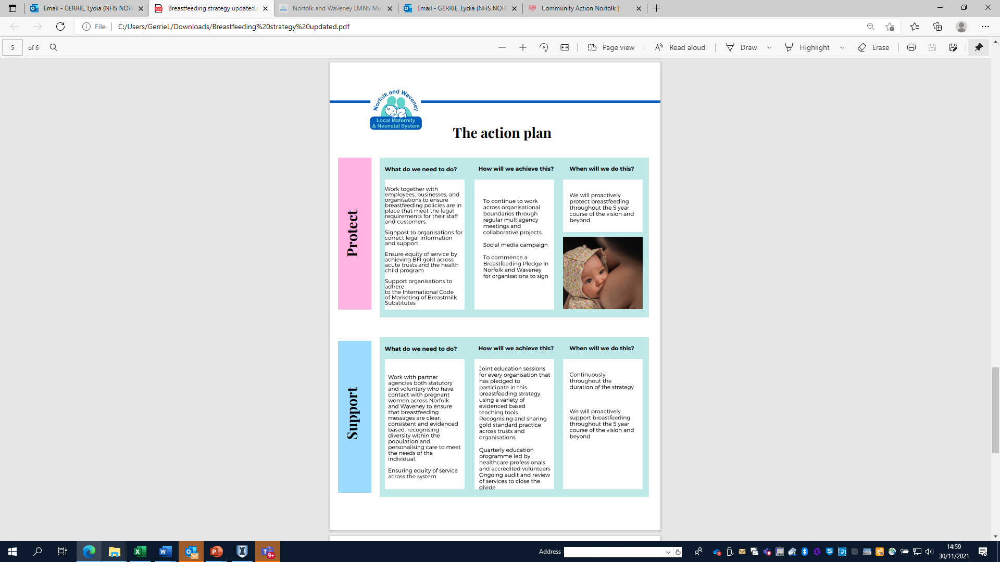 Email - GERRIE, Lydia (NHS NORF
Breastfeeding strategy updated.p
Norfolk and Waveney LMNS Mul
Email - GERRIE, Lydia (NHS NORF
Community Action Norfolk |
File
C:/Users/GerrieL/Downloads/Breastfeeding%20strategy%20updated.pdf
5 of 6
Page view
Read aloud
Draw
Highlight
Erase
Norfolk and Waveney
Local Maternity
& Neonatal System
The action plan
Protect
What do we need to do?
Work together with
employees, businesses, and
organisations to ensure
breastfeeding policies are in
place that meet the legal
requirements for their staff
and customers.
Signpost to organisations for
correct legal information
and support
Ensure equity of service by
achieving BFI gold across
acute trusts and the health
child program
Support organisations to
adhere
to the International Code
of Marketing of Breastmilk
Substitutes
How will we achieve this?
To continue to work
across organisational
boundaries through
regular multiagency
meetings and
collaborative projects.
Social media campaign
To commence a
Breastfeeding Pledge in
Norfolk and Waveney
for organisations to sign
When will we do this?
We will proactively
protect breastfeeding
throughout the 5 year
course of the vision and
beyond
Support
What do we need to do?
Work with partner
agencies both statutory
and voluntary who have
contact with pregnant
women across Norfolk
and Waveney to ensure
that breastfeeding
messages are clear,
consistent and evidenced
based, recognising
diversity within the
population and
personalising care to meet
the needs of the
individual.
Ensuring equity of service
across the system
How will we achieve this?
Joint education sessions
for every organisation that
has pledged to
participate in this
breastfeeding strategy,
using a variety of
evidenced based
teaching tools
Recognising and sharing
gold standard practice
across trusts and
organisations
Quarterly education
programme led by
healthcare professionals
and accredited volunteers
Ongoing audit and review
of services to close the
divide
When will we do this?
Continuously
throughout the
duration of the strategy
We will proactively
support breastfeeding
throughout the 5 year
course of the vision and
beyond
9+
Address
14:59
30/11/2021